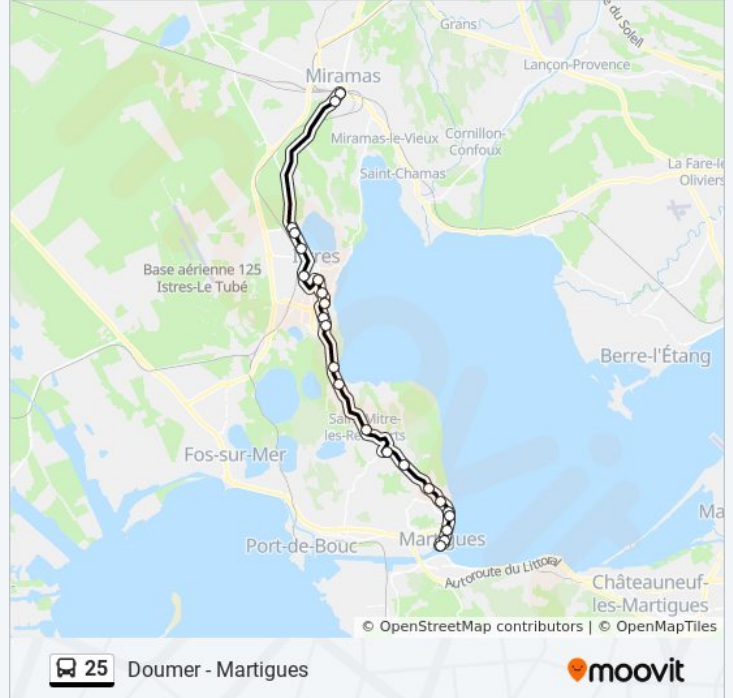 Grans
e du Soleil
Lançon-Provence
Miramas
Miramas-le-Vieux
Cornillon-
Confoux
Saint-Chamas
La Fare-le
Oliviers
Istres
Base aérienne 125
Istres-Le Tubé
Berre-l'Étang
Saint-Mitre-
les-Remparts
Fos-sur-Mer
Ma
Port-de-Bouc
Martigues
Autoroute du Littoral
Châteauneuf-
les-Martigues
© OpenStreetMap contributors | © OpenMapTiles
25 Doumer - Martigues
moovit